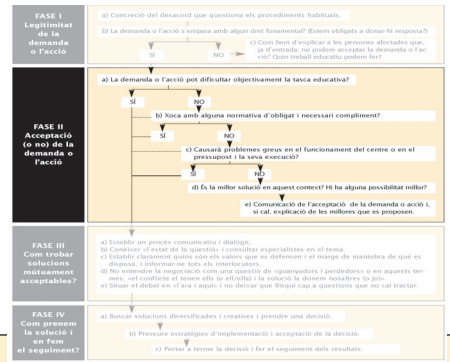 FASE I
Legitimitat
de la
demanda
o l'acció
a) Concreció del desacord que questiona els procediments habituals.
b) La demanda o l'acció s'empara amb algun dret fonamental? (Estem obligats a donar-hi resposta?)
SÍ
NO
c) Com hem d'explicar a les persones afectades que,
ja d'entrada, no podem acceptar la demanda o l'ac-
ció? Quin treball educatiu podem fer?
FASE II
Acceptació
(o no) de la
demanda o
l'acció
a) La demanda o l'acció pot dificultar objectivament la tasca educativa?
SÍ
NO
b) Xoca amb alguna normativa d'obligat i necessari compliment?
SÍ
NO
c) Causarà problemes greus en el funcionament del centre o en el
pressupost i la seva execució?
SÍ
NO
d) És la millor solució en aquest context? Hi ha alguna possibilitat millor?
e) Comunicació de l'acceptació de la demanda o acció i,
si cal, explicació de les millores que es proposen.
FASE III
Com trobar
solucions
mútuament
acceptables?
a) Establir un procés comunicatiu i dialògic.
b) Conèixer «l'estat de la questió» i consultar especialistes en el tema.
c) Establir clarament quins són els valors que es defensen i el marge de maniobra de què es
disposa, i informar-ne tots els interlocutors.
d) No entendre la negociació com una questió de «guanyadors i perdedors» o en aquests ter-
mes: «el conflicte el tenen ells (o ell/ella) i la solució la donem nosaltres (o jo)».
e) Situar el debat en «l'ara i aquí» i no deixar que llisqui cap a questions que no cal tractar.
FASE IV
Com prenem
la solució i
en fem
el seguiment?
a) Buscar solucions diversificades i creatives i prendre una decisió.
b) Preveure estratègies d'implementació i acceptació de la decisió.
c) Portar a terme la decisió i fer el seguiment dels resultats.